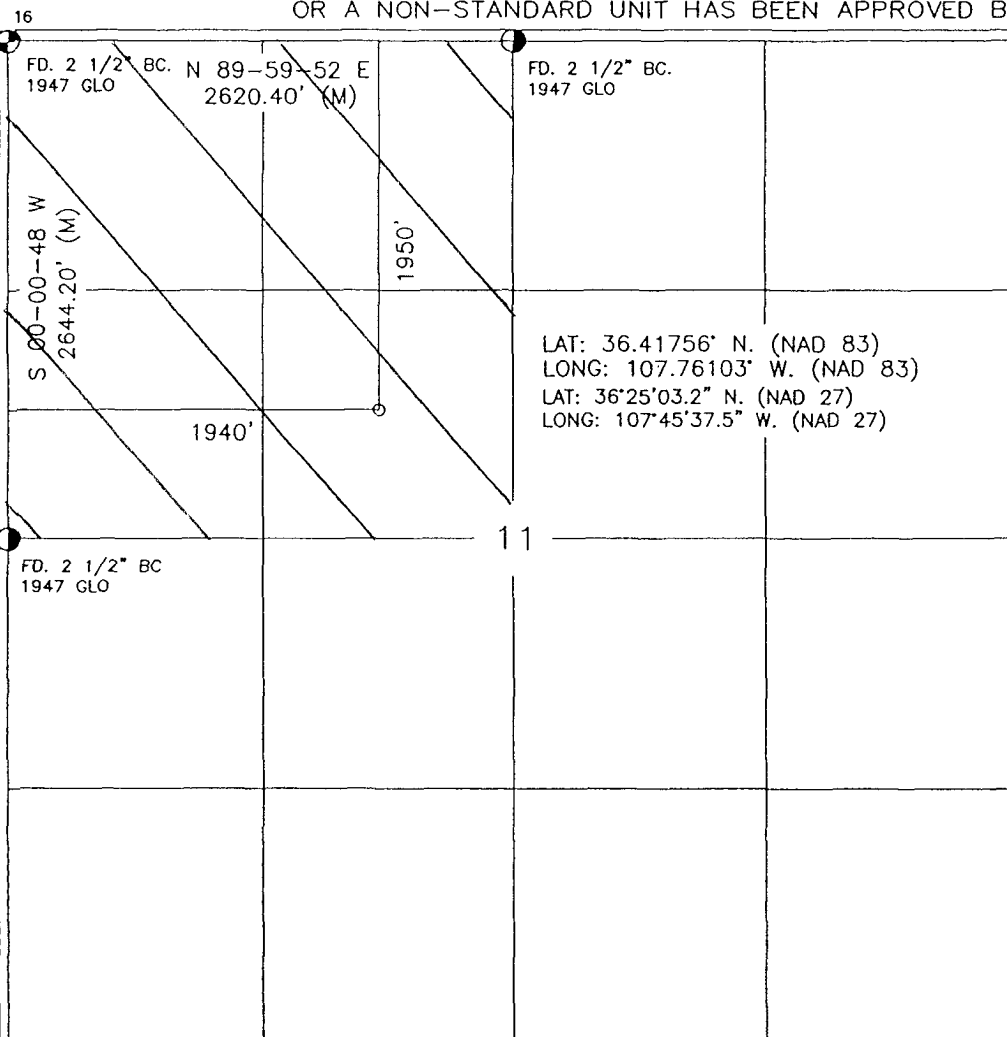 OR A NON-STANDARD UNIT HAS BEEN APPROVED B
16
FD. 2 1/2" BC.
1947 GLO
N 89-59-52 E
2620.40' (M)
FD. 2 1/2" BC.
1947 GLO
S 00-00-48 W
2644.20' (M)
1950'
LAT: 36.41756° N. (NAD 83)
LONG: 107.76103° W. (NAD 83)
LAT: 36°25'03.2" N. (NAD 27)
LONG: 107°45'37.5" W. (NAD 27)
1940'
11
FD. 2 1/2" BC
1947 GLO